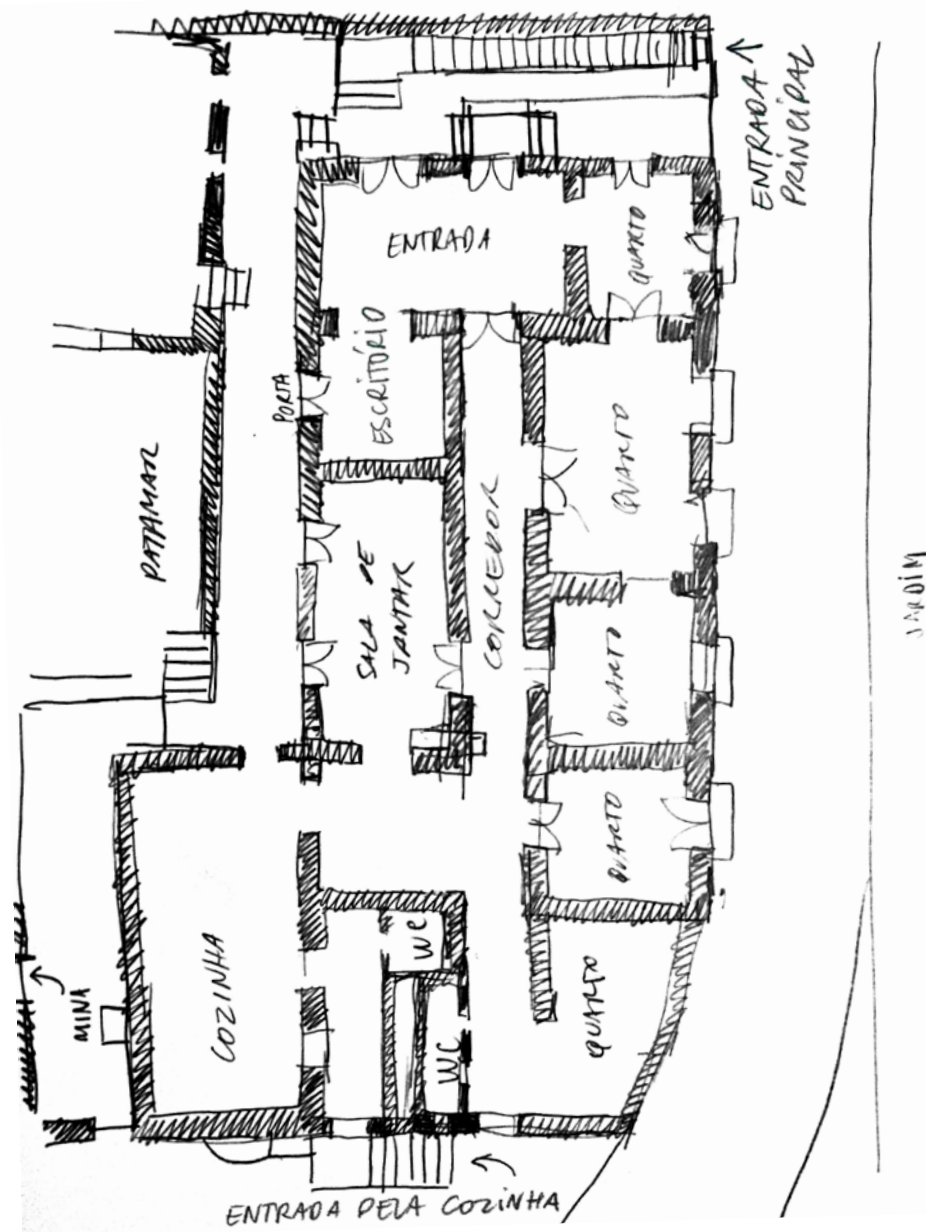 ENTRADA
PRINCIPAL
ENTRADA
QUARTO
ESCRITÓRIO
PORTA
PATAMAR
QUARTO
CORREDOR
SALA DE
JANTAR
JARDIM
QUARTO
QUARTO
COZINHA
MINA
WC
WC
QUARTO
ENTRADA PELA COZINHA